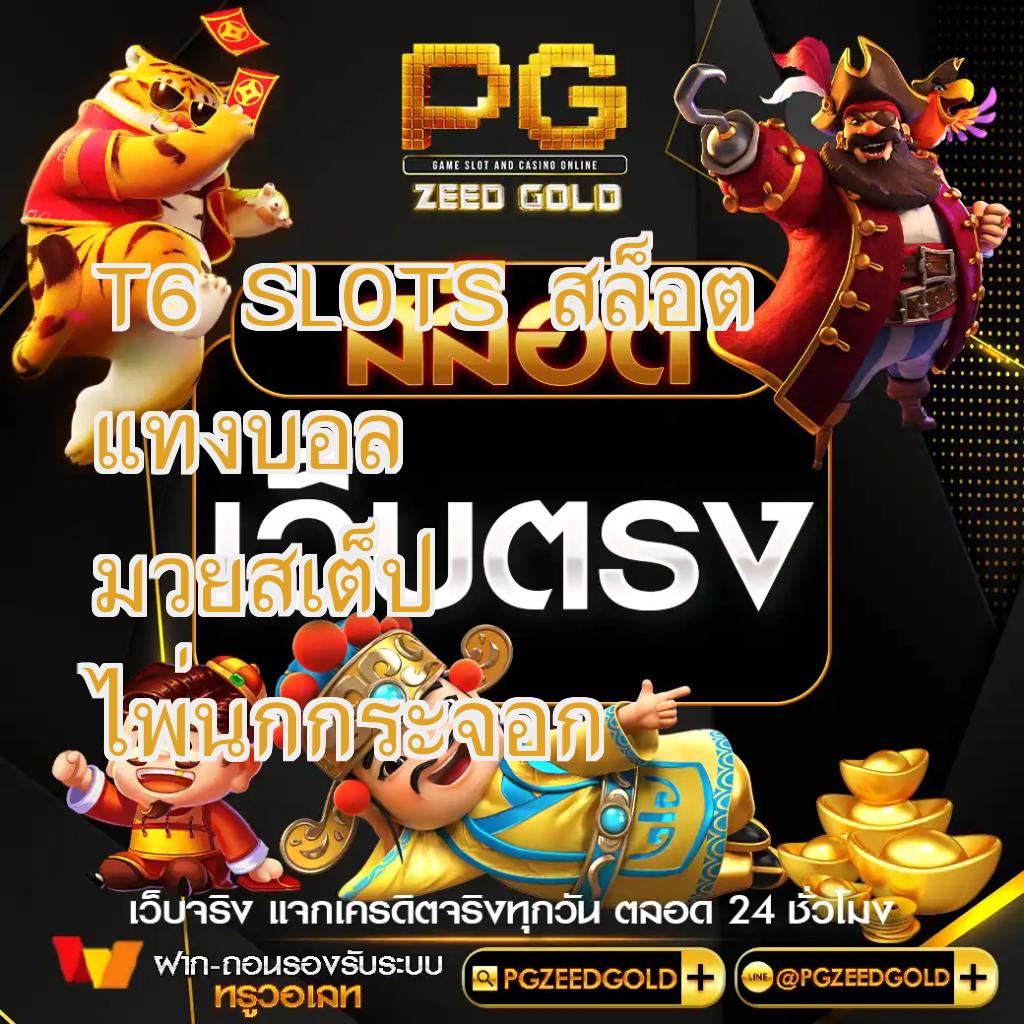 PG
GAME SLOT AND CASINO ONLINE
ZEED GOLD
T6 SLOTS สล็อต
สล็อต
แทงบอล
เว็บตรง
มวยสเต็ป
ไพ่นกกระจอก
เว็บจริง แจกเครดิตจริงทุกวัน ตลอด 24 ชั่วโมง
ฝาก-ถอนรองรับระบบ
ทรูวอเลท
PGZEEDGOLD +
LINE @PGZEEDGOLD +